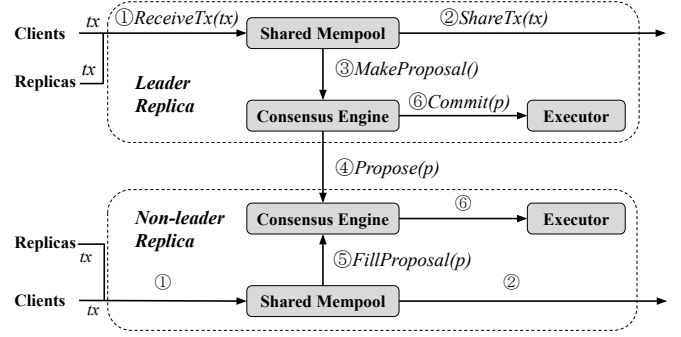 Clients tx ①ReceiveTx(tx) Shared Mempool ②ShareTx(tx)
Replicas tx
Leader
Replica
③MakeProposal()
Consensus Engine ⑥Commit(p) Executor
④Propose(p)
Non-leader
Replica
Consensus Engine ⑥ Executor
Replicas
tx
⑤FillProposal(p)
Clients tx ① Shared Mempool ②